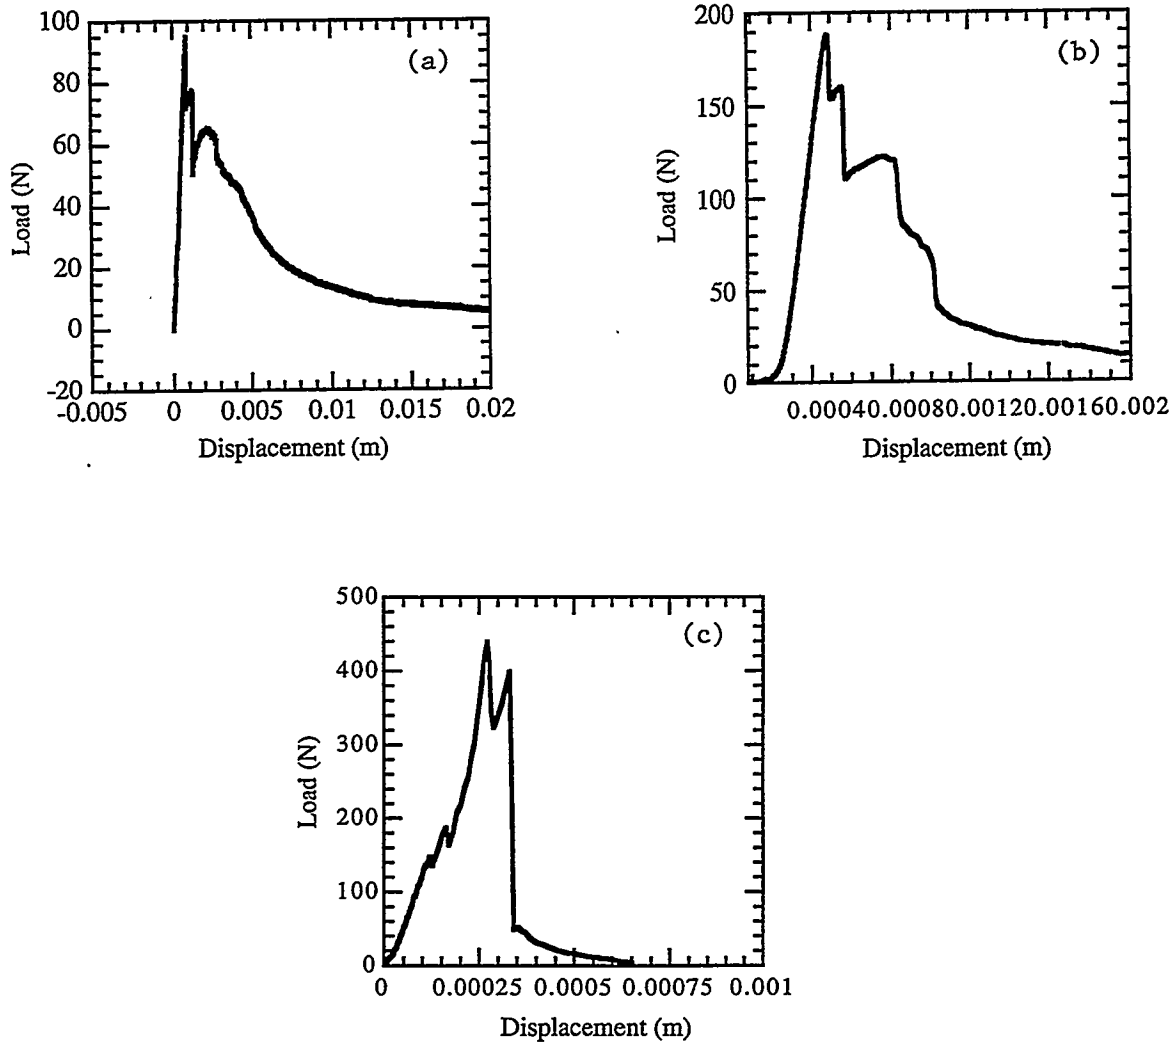 100
(a)
80
60
40
20
0
-20
Load (N)
-0.005 0 0.005 0.01 0.015 0.02
Displacement (m)
200
(b)
150
100
50
0
Load (N)
0.00040.00080.00120.00160.002
Displacement (m)
500
(c)
400
300
200
100
0
Load (N)
0 0.00025 0.0005 0.00075 0.001
Displacement (m)